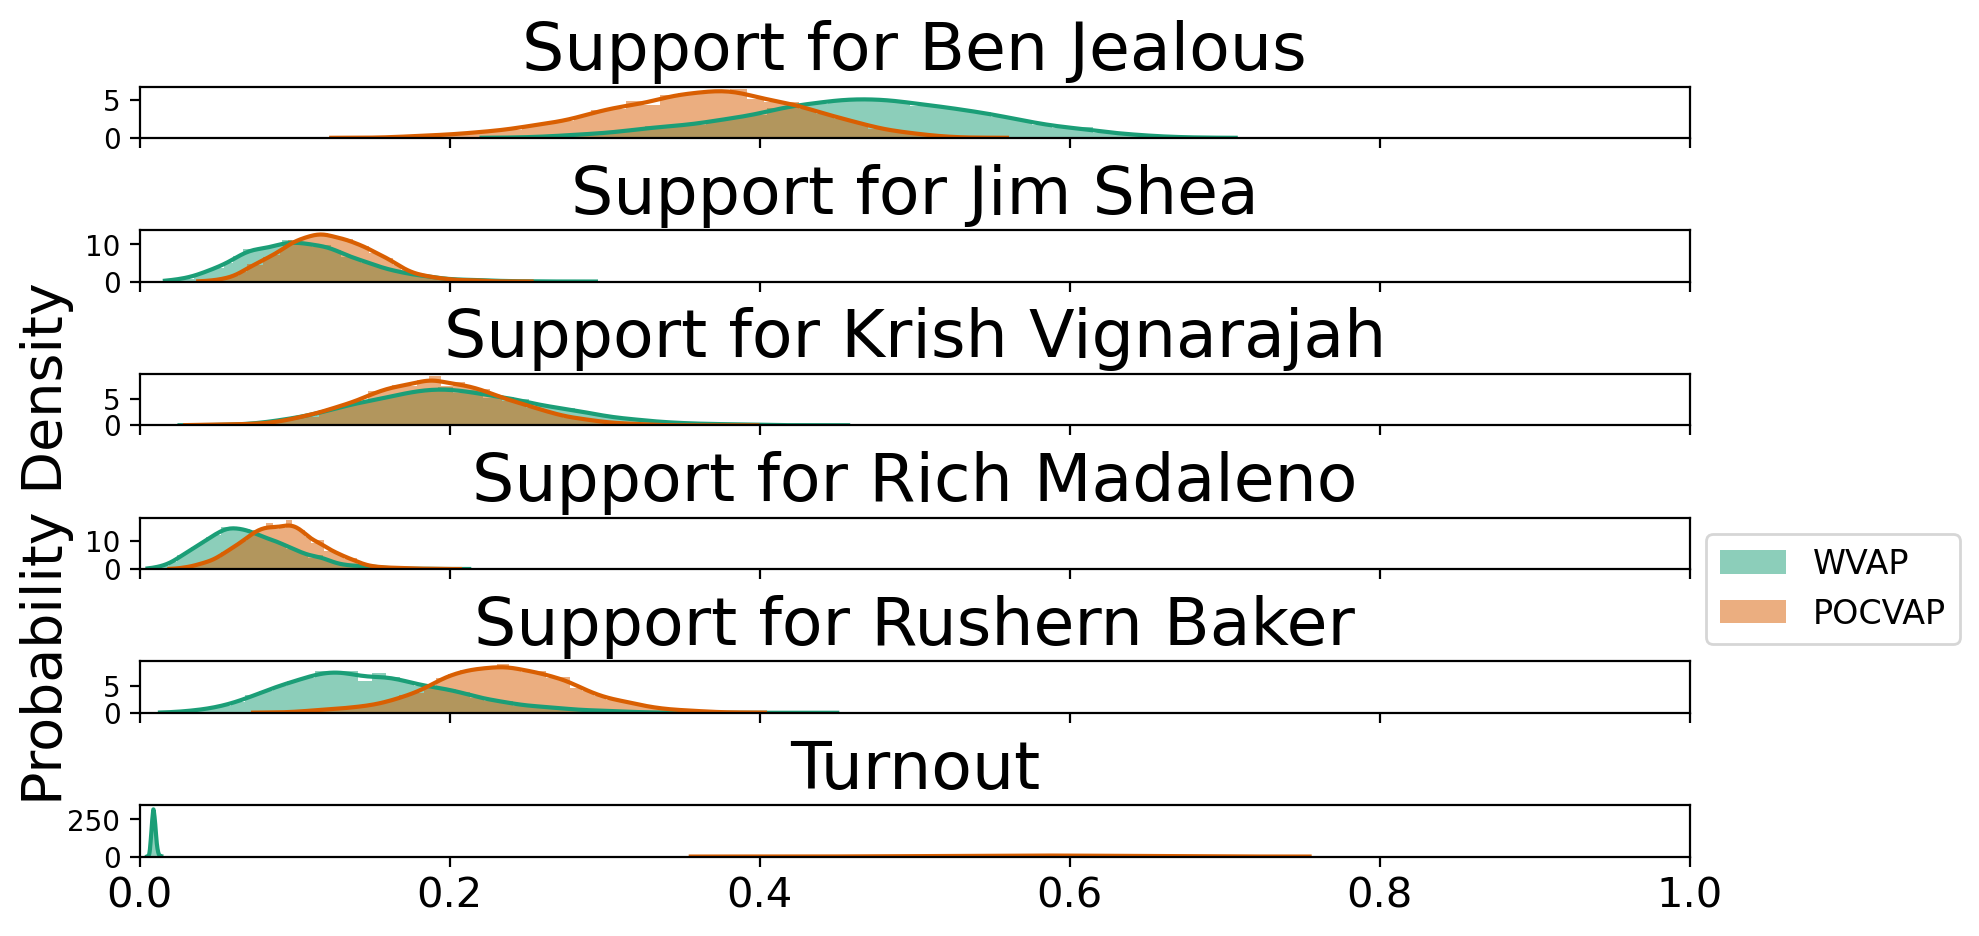 Support for Ben Jealous
5
0
Support for Jim Shea
10
0
Support for Krish Vignarajah
5
0
Support for Rich Madaleno
10
0
Support for Rushern Baker
5
0
Turnout
250
0
0.0 0.2 0.4 0.6 0.8 1.0
Probability Density
WVAP
POCVAP